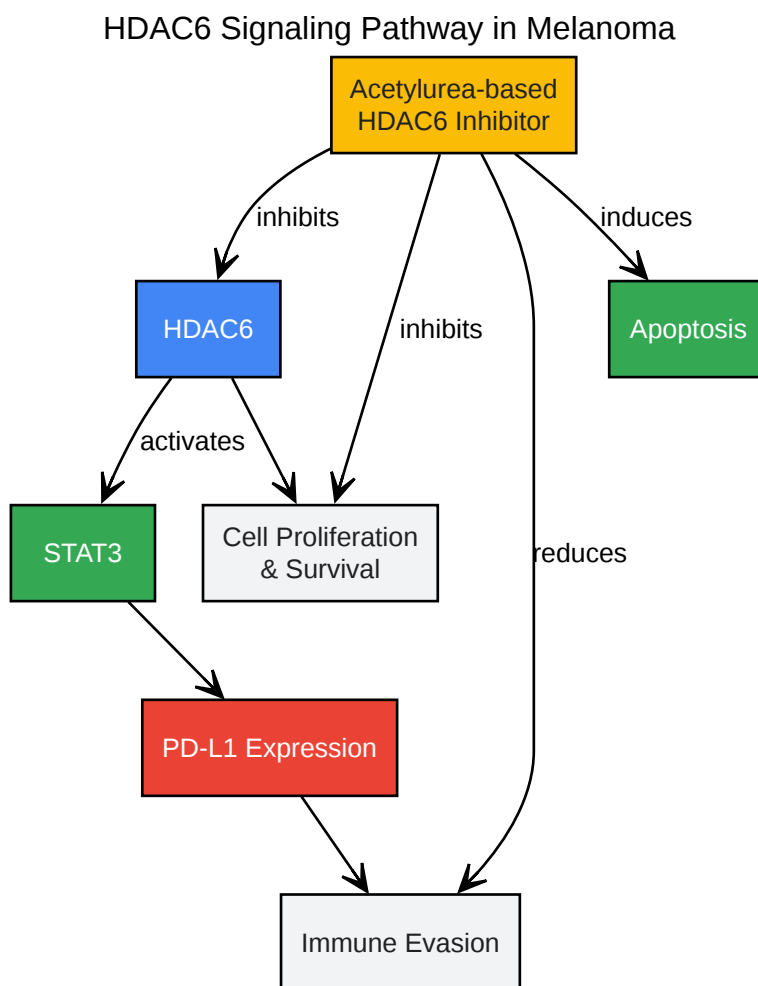 HDAC6 Signaling Pathway in Melanoma
Acetylurea-based
HDAC6 Inhibitor
inhibits
induces
HDAC6
inhibits
Apoptosis
activates
STAT3
Cell Proliferation
& Survival
reduces
PD-L1 Expression
Immune Evasion